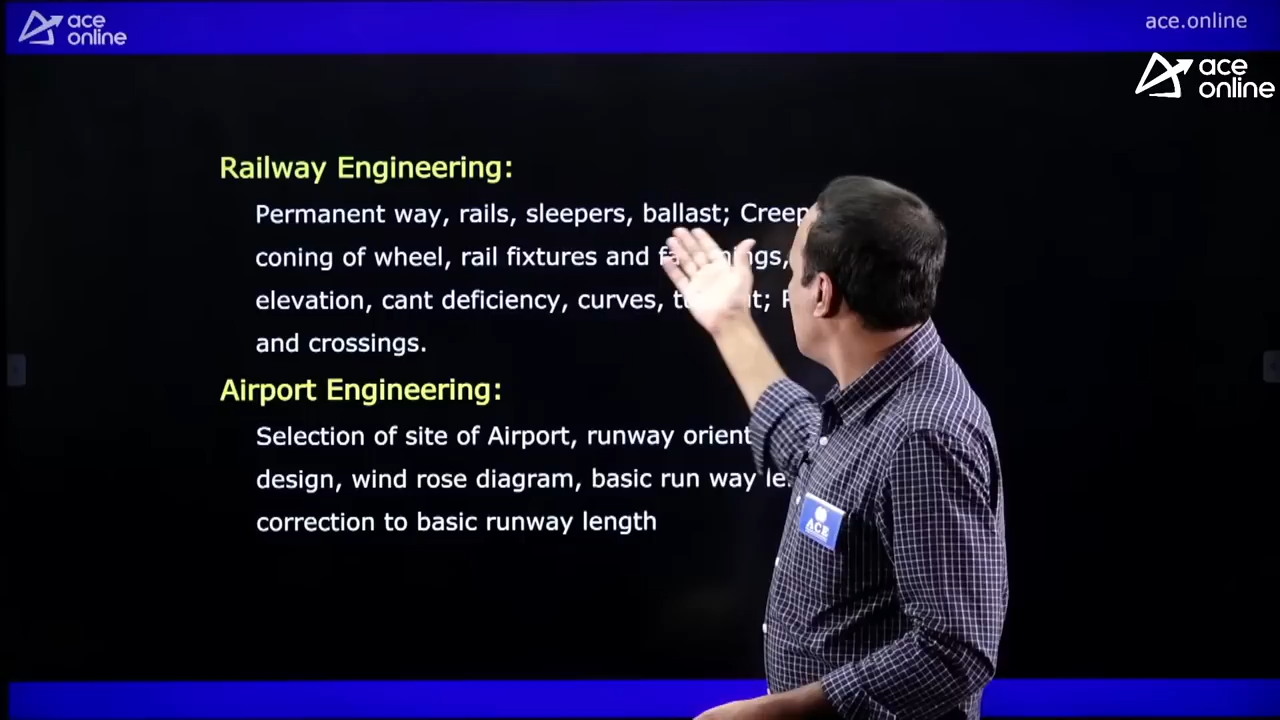 ace
online
ace.online
ace
online
Railway Engineering:
Permanent way, rails, sleepers, ballast; Creep
coning of wheel, rail fixtures and
elevation, cant deficiency, curves,
and crossings.
Airport Engineering:
Selection of site of Airport, runway orient
design, wind rose diagram, basic run way
correction to basic runway length
ACE